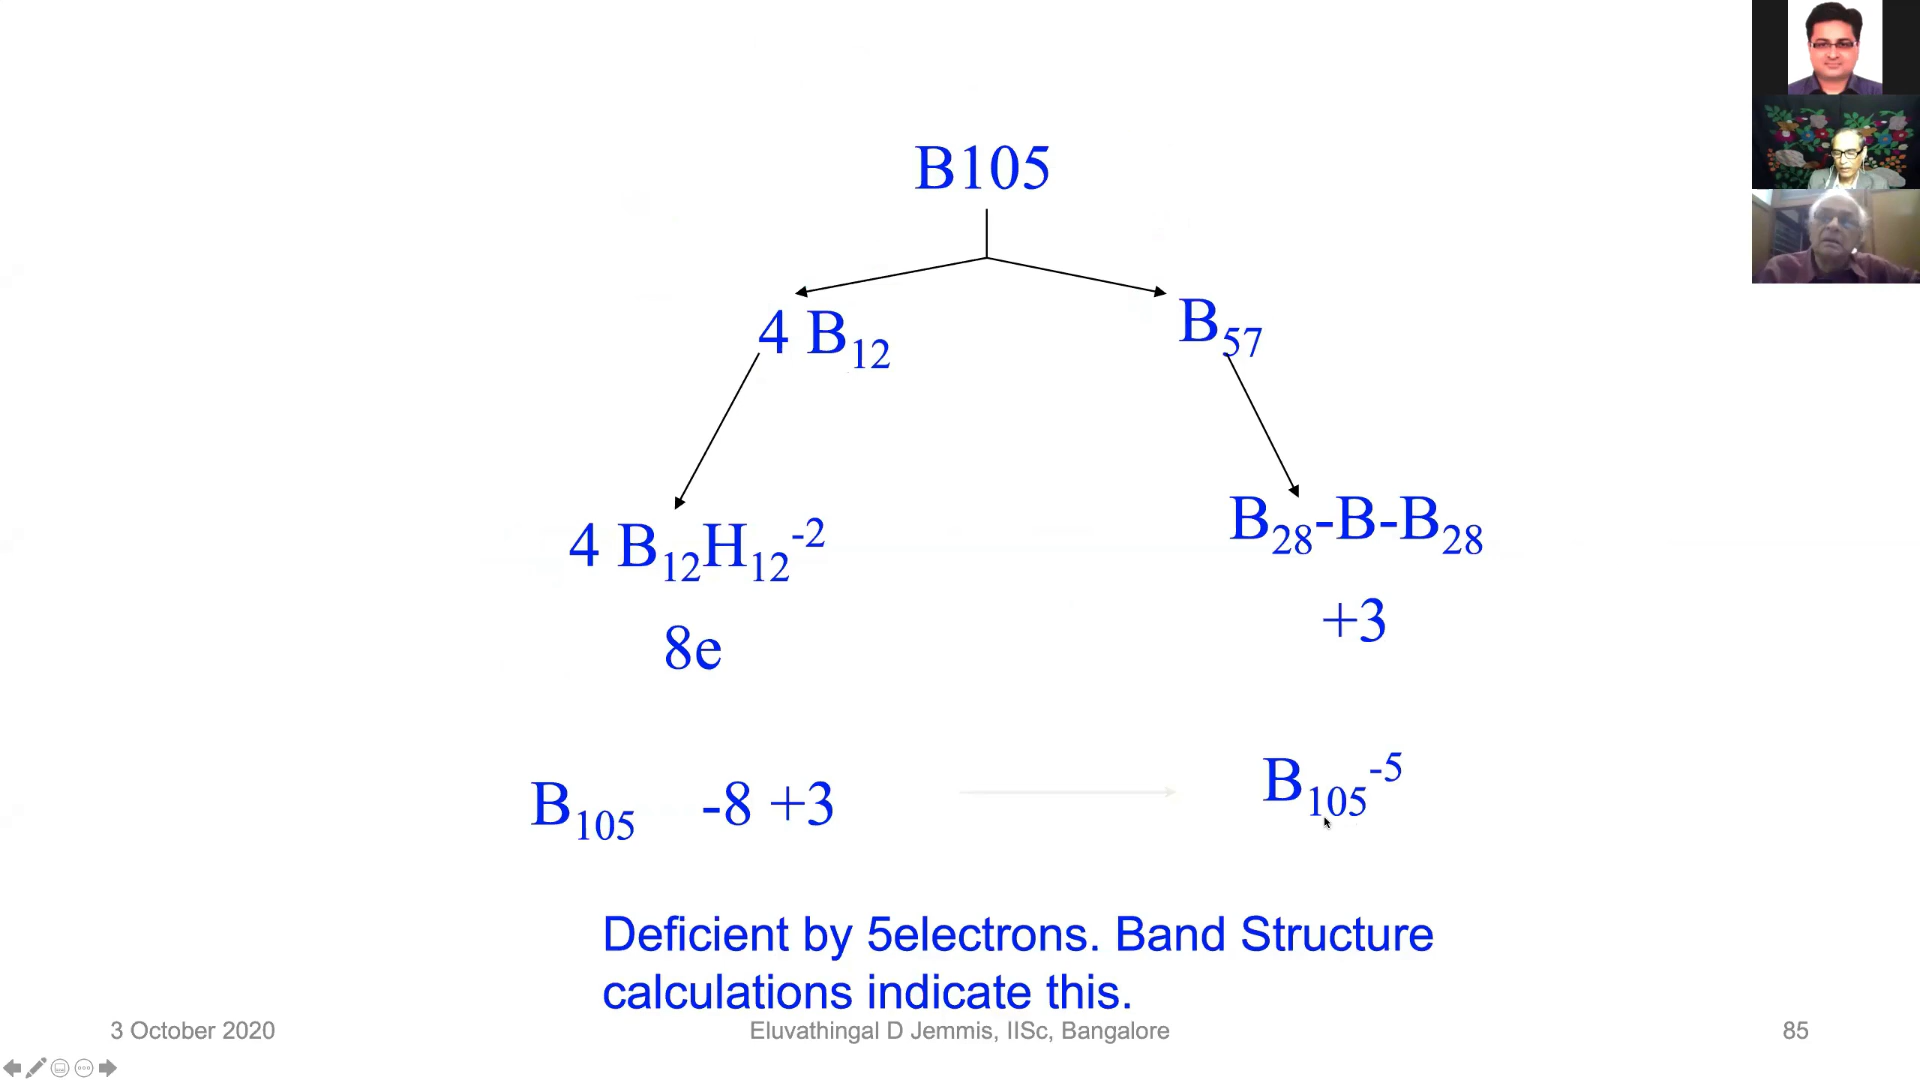 B105
4 B₁₂
B₅₇
4 B₁₂H₁₂⁻²
B₂₈-B-B₂₈
8e
+3
B₁₀₅ -8 +3
B₁₀₅⁻⁵
Deficient by 5electrons. Band Structure
calculations indicate this.
3 October 2020
Eluvathingal D Jemmis, IISc, Bangalore
85